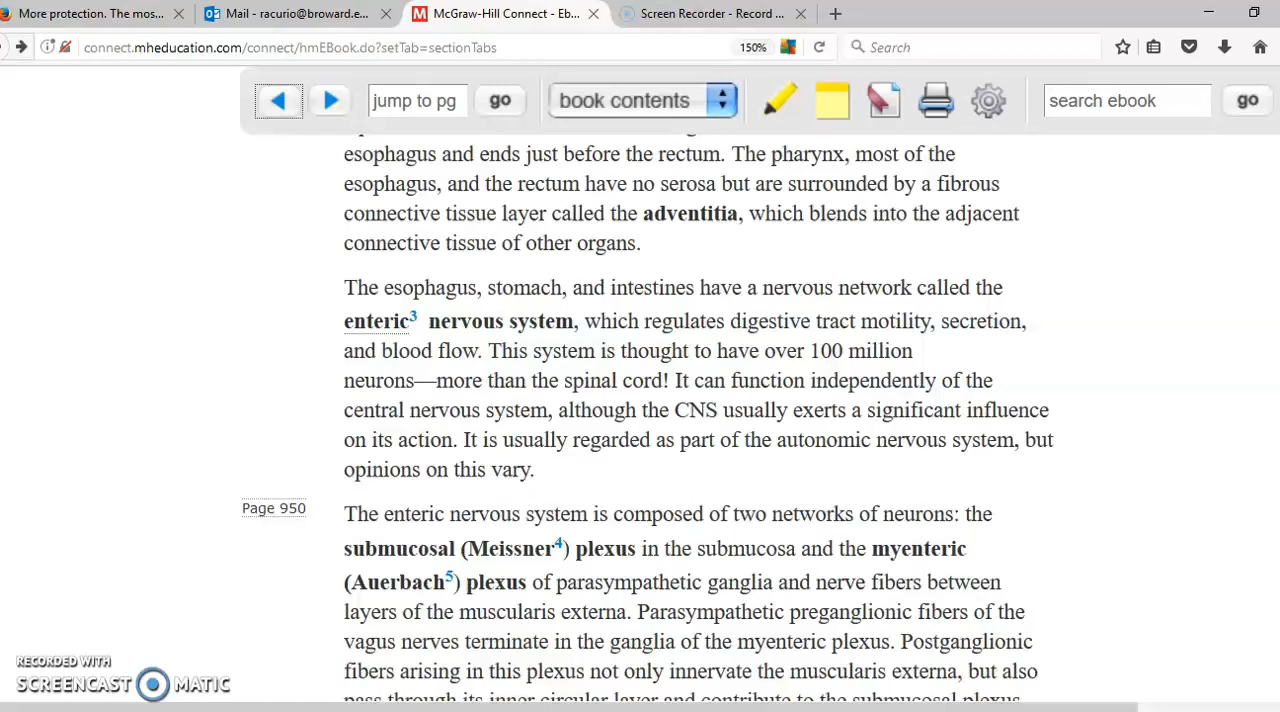 More protection. The mos...
Mail - racurio@broward.e...
McGraw-Hill Connect - Eb...
Screen Recorder - Record ...
connect.mheducation.com/connect/hmEBook.do?setTab=sectionTabs
150%
Search
jump to pg
go
book contents
search ebook
go
esophagus and ends just before the rectum. The pharynx, most of the
esophagus, and the rectum have no serosa but are surrounded by a fibrous
connective tissue layer called the adventitia, which blends into the adjacent
connective tissue of other organs.
The esophagus, stomach, and intestines have a nervous network called the
enteric3 nervous system, which regulates digestive tract motility, secretion,
and blood flow. This system is thought to have over 100 million
neurons—more than the spinal cord! It can function independently of the
central nervous system, although the CNS usually exerts a significant influence
on its action. It is usually regarded as part of the autonomic nervous system, but
opinions on this vary.
Page 950
The enteric nervous system is composed of two networks of neurons: the
submucosal (Meissner4) plexus in the submucosa and the myenteric
(Auerbach5) plexus of parasympathetic ganglia and nerve fibers between
layers of the muscularis externa. Parasympathetic preganglionic fibers of the
vagus nerves terminate in the ganglia of the myenteric plexus. Postganglionic
fibers arising in this plexus not only innervate the muscularis externa, but also
pass through its inner circular layer and contribute to the submucosal plexus.
RECORDED WITH
SCREENCAST MATIC